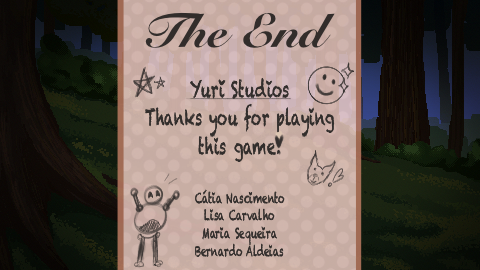 The End
Yuri Studios
Thanks you for playing
this game!
Cátia Nascimento
Lisa Carvalho
Maria Sequeira
Bernardo Aldeias